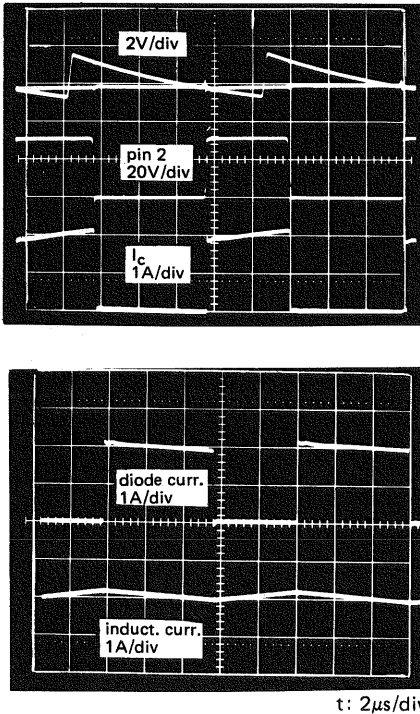 2V/div
pin 2
20V/div
Ic
1A/div
diode curr.
1A/div
induct. curr.
1A/div
t: 2μs/div